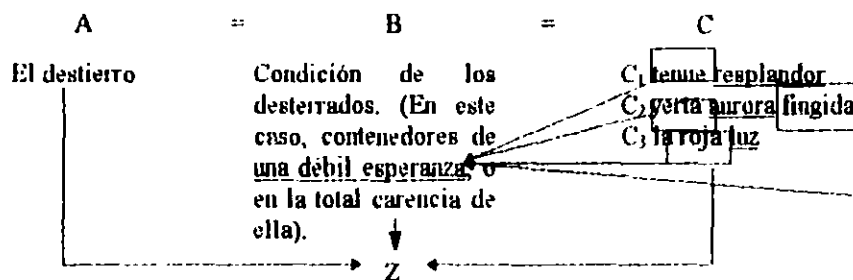 A = B = C
El destierro
Condición de los
desterrados. (En este
caso, contenedores de
una débil esperanza, o
en la total carencia de
ella).
C₁ tenue resplandor
C₂ yerta aurora fingida
C₃ la roja luz
Z